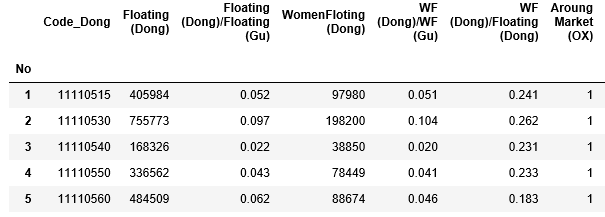 Code_Dong Floating (Dong) Floating (Dong)/Floating (Gu) WomenFloting (Dong) WF (Dong)/WF (Gu) WF (Dong)/Floating (Dong) Aroung Market (OX)
No
1 11110515 405984 0.052 97980 0.051 0.241 1
2 11110530 755773 0.097 198200 0.104 0.262 1
3 11110540 168326 0.022 38850 0.020 0.231 1
4 11110550 336562 0.043 78449 0.041 0.233 1
5 11110560 484509 0.062 88674 0.046 0.183 1